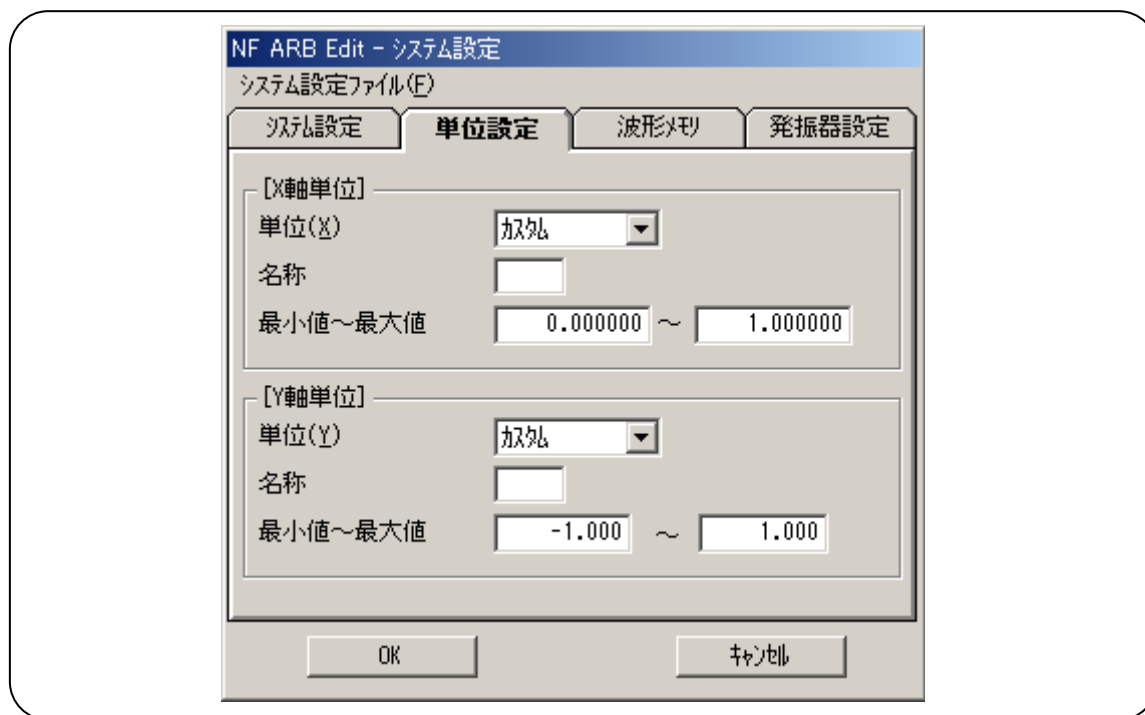 NF ARB Edit - システム設定
システム設定ファイル(F)
システム設定 単位設定 波形メモリ 発振器設定
[X軸単位]
単位(X) カスタム
名称
最小値～最大値 0.000000 ～ 1.000000
[Y軸単位]
単位(Y) カスタム
名称
最小値～最大値 -1.000 ～ 1.000
OK キャンセル